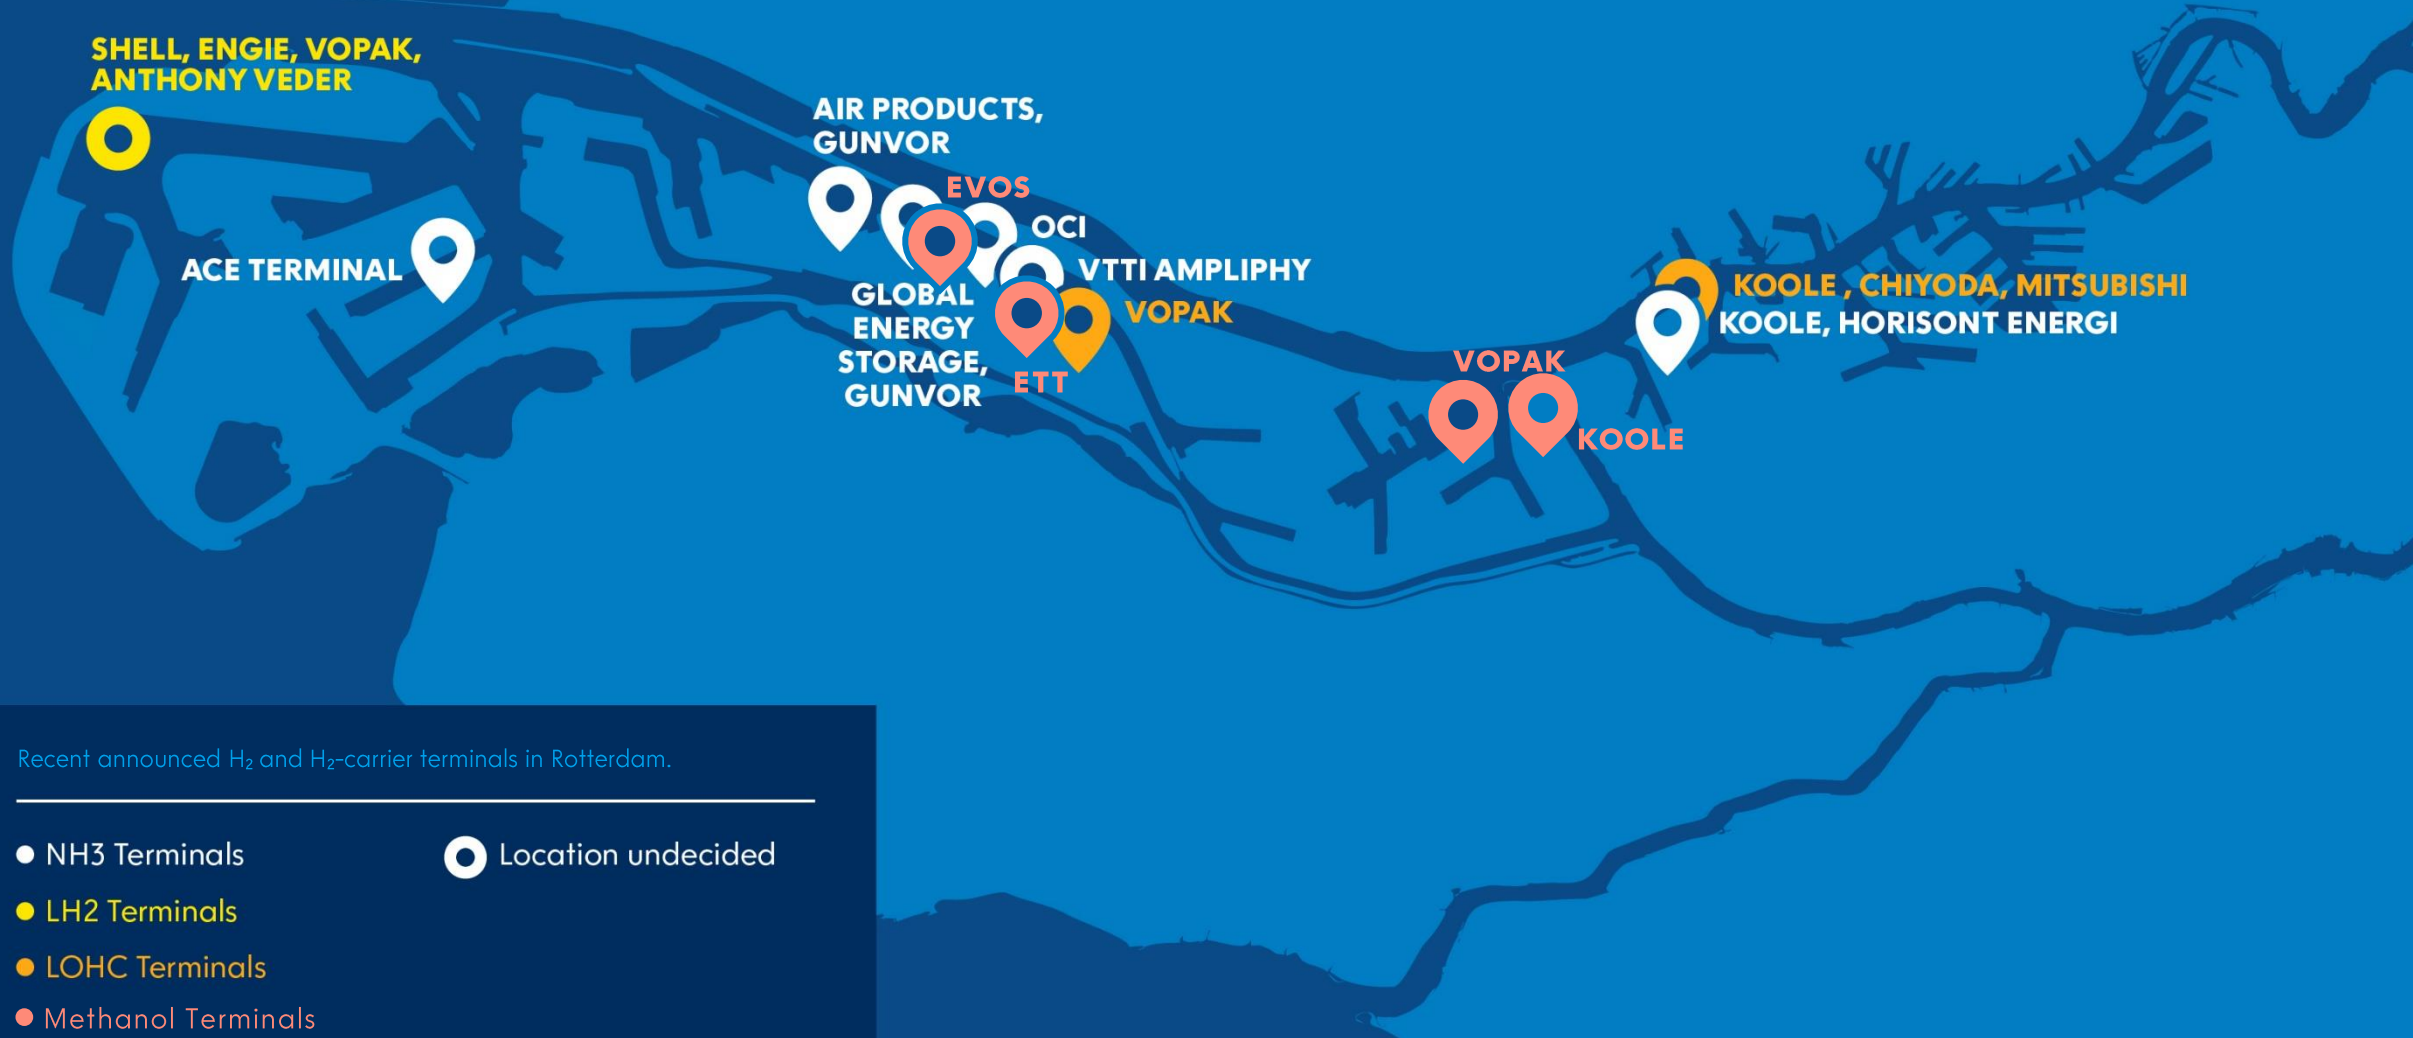 SHELL, ENGIE, VOPAK,
ANTHONY VEDER
AIR PRODUCTS,
GUNVOR
EVOS
OCI
ACE TERMINAL
VTTI AMPLIPHY
GLOBAL
ENERGY
STORAGE,
GUNVOR
VOPAK
ETT
KOOLE , CHIYODA, MITSUBISHI
KOOLE, HORISONT ENERGI
VOPAK
KOOLE
Recent announced H₂ and H₂-carrier terminals in Rotterdam.
NH3 Terminals
Location undecided
LH2 Terminals
LOHC Terminals
Methanol Terminals